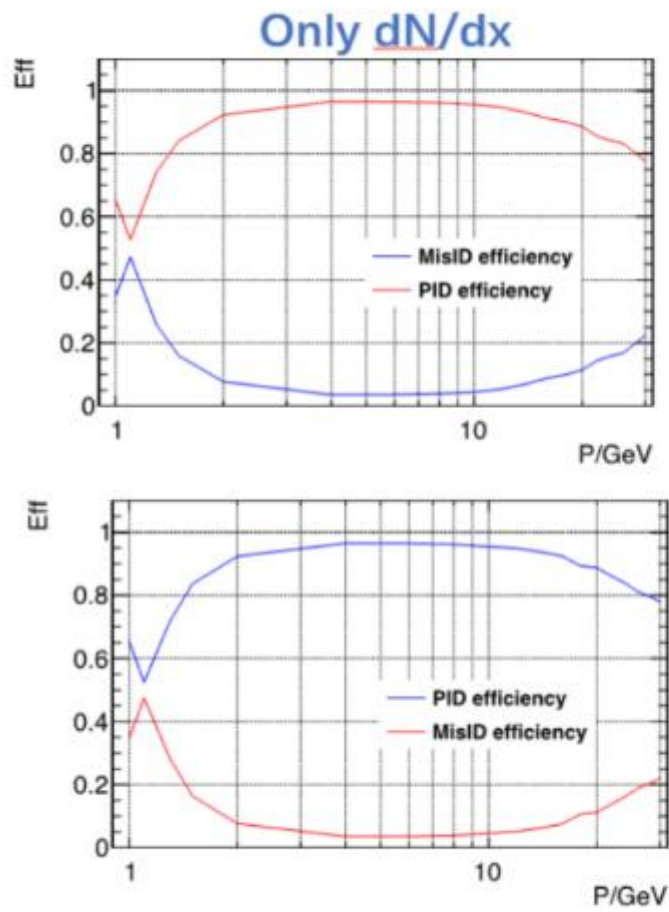 Only dN/dx
Eff
1
0.8
0.6
0.4
0.2
0
MisID efficiency
PID efficiency
1
10
P/GeV
Eff
1
0.8
0.6
0.4
0.2
0
PID efficiency
MisID efficiency
1
10
P/GeV